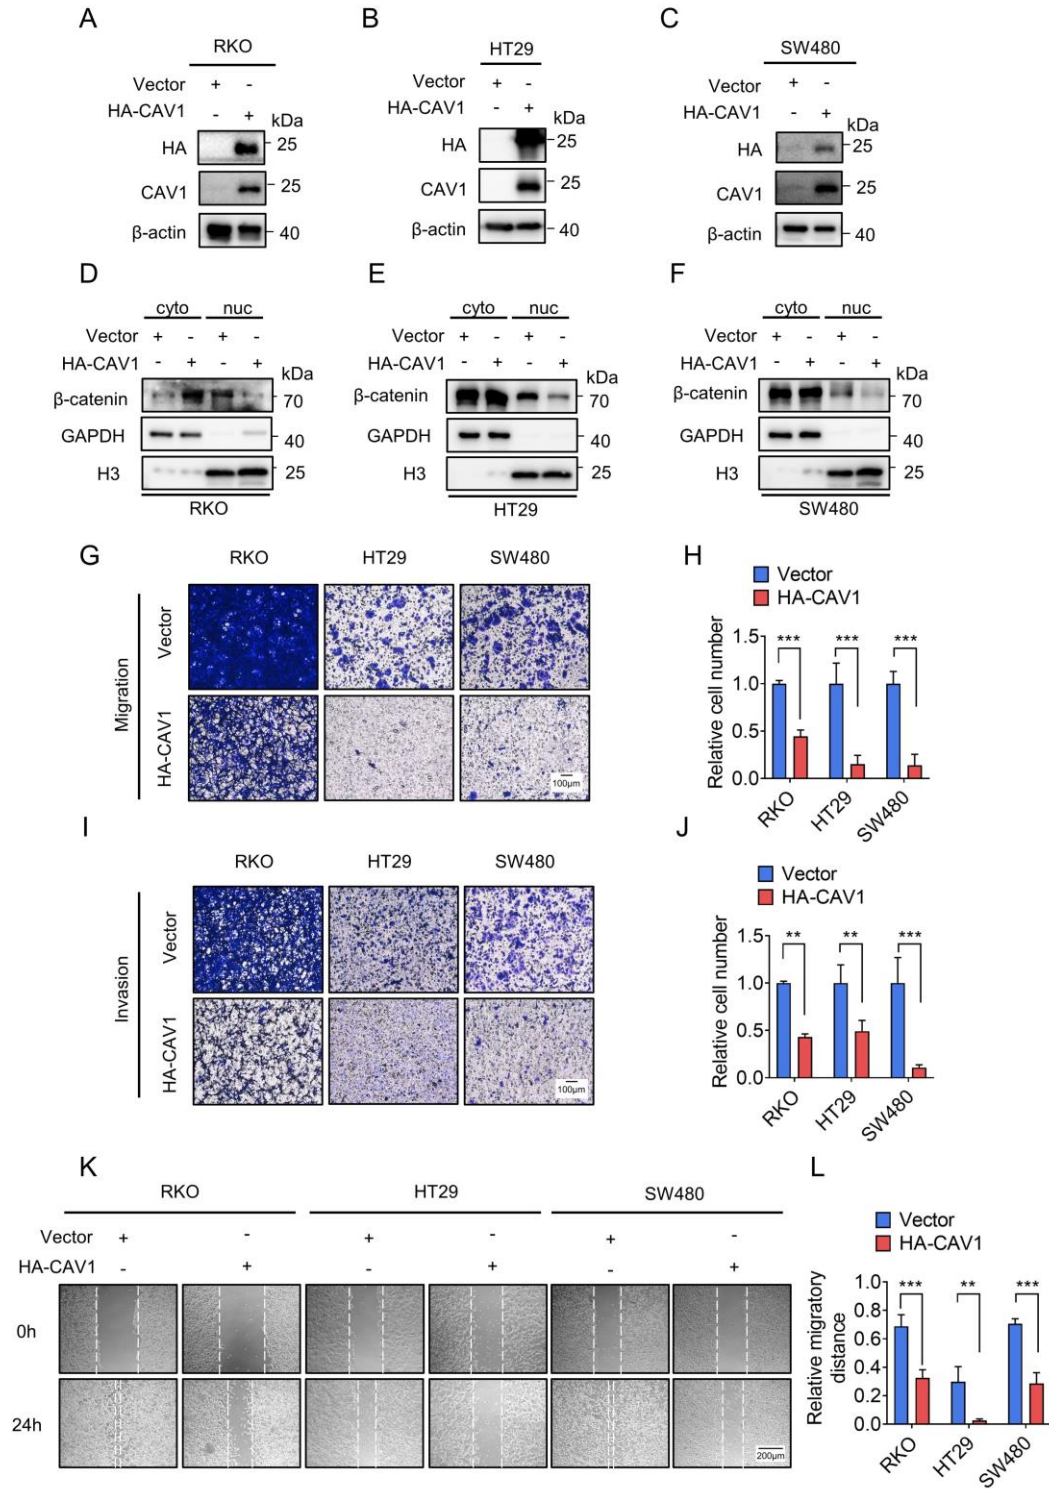 A
B
C
RKO
HT29
SW480
Vector + -
HA-CAV1 - +
kDa
HA 25
CAV1 25
β-actin 40
Vector + -
HA-CAV1 - +
kDa
HA 25
CAV1 25
β-actin 40
Vector + -
HA-CAV1 - +
kDa
HA 25
CAV1 25
β-actin 40
D
E
F
cyto nuc
Vector + - + -
HA-CAV1 - + - +
kDa
β-catenin 70
GAPDH 40
H3 25
RKO
cyto nuc
Vector + - + -
HA-CAV1 - + - +
kDa
β-catenin 70
GAPDH 40
H3 25
HT29
cyto nuc
Vector + - + -
HA-CAV1 - + - +
kDa
β-catenin 70
GAPDH 40
H3 25
SW480
G
RKO HT29 SW480
Migration
Vector
HA-CAV1
100μm
H
Vector
HA-CAV1
Relative cell number
1.5
1.0
0.5
0.0
*** *** ***
RKO HT29 SW480
I
RKO HT29 SW480
Invasion
Vector
HA-CAV1
100μm
J
Vector
HA-CAV1
Relative cell number
1.5
1.0
0.5
0.0
** ** ***
RKO HT29 SW480
K
RKO HT29 SW480
Vector + - + - + -
HA-CAV1 - + - + - +
0h
24h
200μm
L
Vector
HA-CAV1
Relative migratory
distance
1.0
0.8
0.6
0.4
0.2
0.0
*** ** ***
RKO HT29 SW480